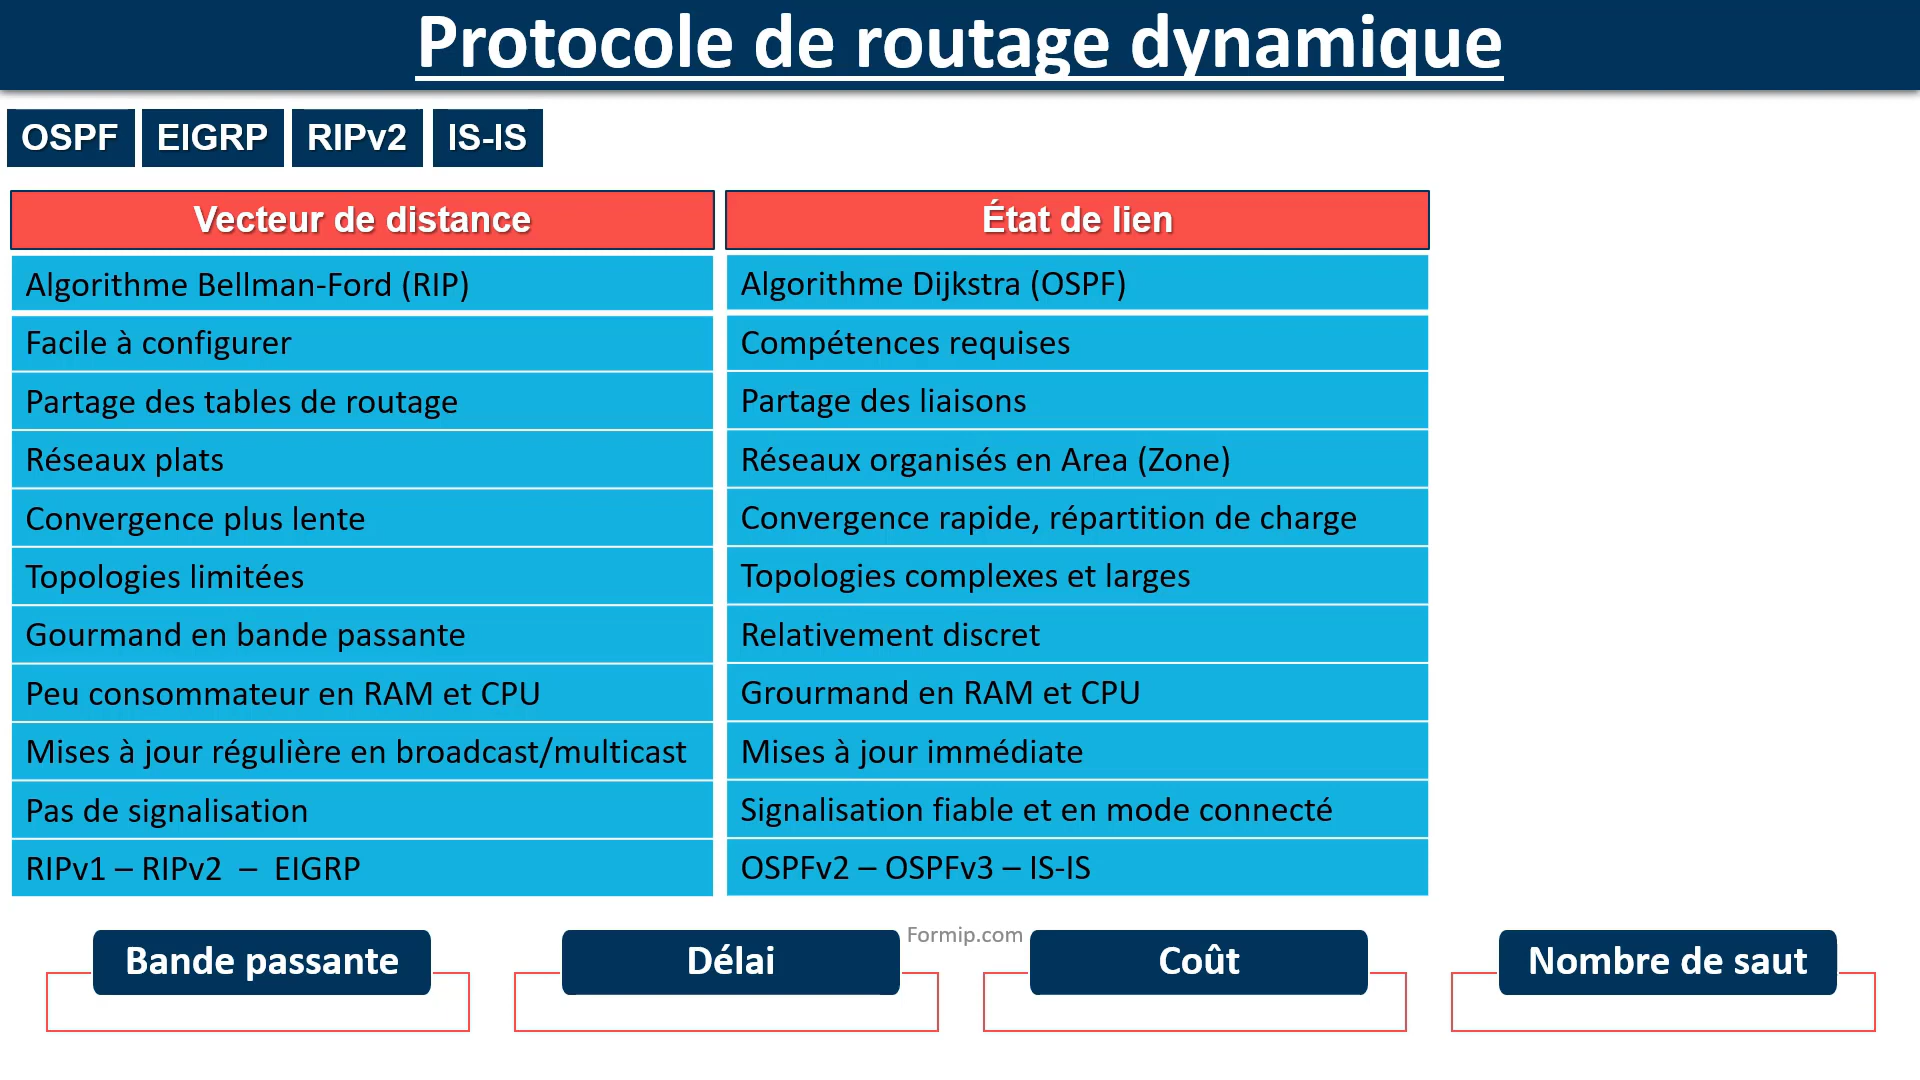 Protocole de routage dynamique
OSPF EIGRP RIPv2 IS-IS
Vecteur de distance
Algorithme Bellman-Ford (RIP)
Facile à configurer
Partage des tables de routage
Réseaux plats
Convergence plus lente
Topologies limitées
Gourmand en bande passante
Peu consommateur en RAM et CPU
Mises à jour régulière en broadcast/multicast
Pas de signalisation
RIPv1 – RIPv2 – EIGRP
État de lien
Algorithme Dijkstra (OSPF)
Compétences requises
Partage des liaisons
Réseaux organisés en Area (Zone)
Convergence rapide, répartition de charge
Topologies complexes et larges
Relativement discret
Grourmand en RAM et CPU
Mises à jour immédiate
Signalisation fiable et en mode connecté
OSPFv2 – OSPFv3 – IS-IS
Formip.com
Bande passante
Délai
Coût
Nombre de saut